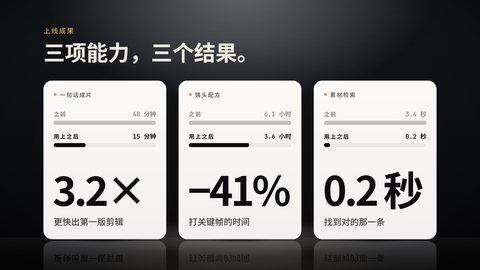 上线成果
三项能力，三个结果。
一句话成片
之前 48 分钟
用上之后 15 分钟
3.2×
更快出第一版剪辑
镜头配方
之前 6.1 小时
用上之后 3.6 小时
−41%
打关键帧的时间
素材检索
之前 3.4 秒
用上之后 0.2 秒
0.2 秒
找到对的那一条